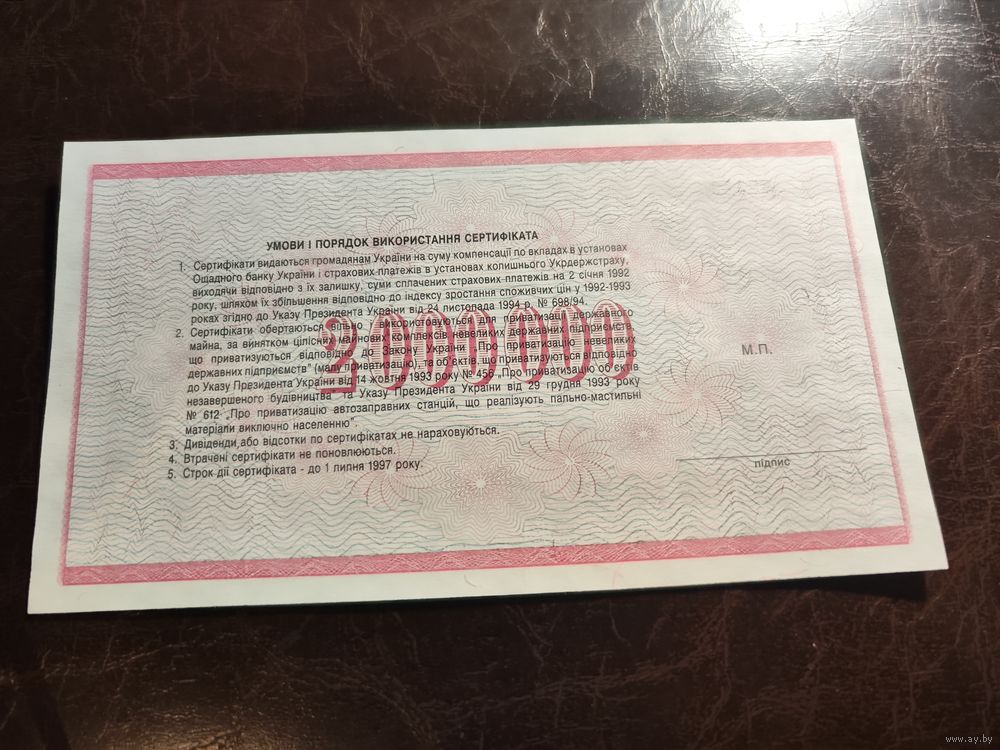 УМОВИ І ПОРЯДОК ВИКОРИСТАННЯ СЕРТИФІКАТА
1. Сертифікати видаються громадянам України на суму компенсації по вкладах в установах
Ощадного банку України і страхових платежів в установах колишнього Укрдержстраху,
виходячи відповідно з їх залишку, суми сплачених страхових платежів на 2 січня 1992
року, шляхом їх збільшення відповідно до індексу зростання споживчих цін у 1992-1993
роках згідно до Указу Президента України від 24 листопада 1994 р. № 698/94.
2. Сертифікати обертаються вільно і використовуються для приватизації державного
майна, за винятком цілісних майнових комплексів невеликих державних підприємств,
що приватизуються відповідно до Закону України „Про приватизацію невеликих
державних підприємств" (малу приватизацію), та об'єктів, що приватизуються відповідно
до Указу Президента України від 14 жовтня 1993 року № 456 „Про приватизацію об'єктів
незавершеного будівництва" та Указу Президента України від 29 грудня 1993 року
№ 612 „Про приватизацію автозаправних станцій, що реалізують пально-мастильні
матеріали виключно населенню".
3. Дивіденди або відсотки по сертифікатах не нараховуються.
4. Втрачені сертифікати не поновлюються.
5. Строк дії сертифіката - до 1 липня 1997 року.
2000000
М.П.
підпис
www.ay.by